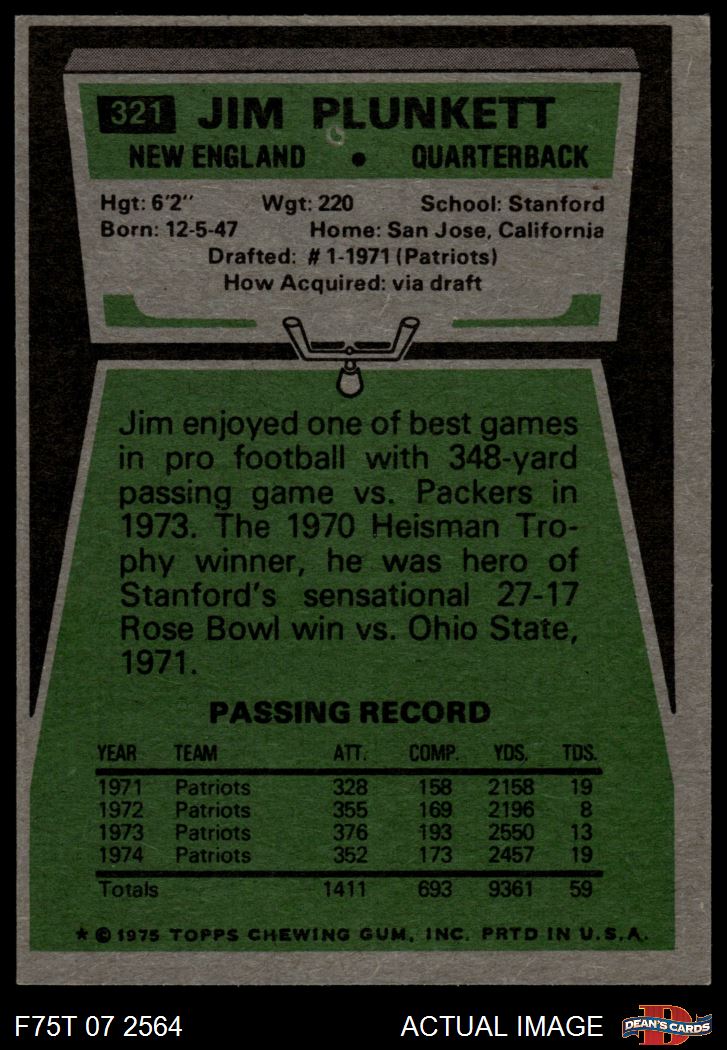 321 JIM PLUNKETT
NEW ENGLAND • QUARTERBACK
Hgt: 6'2" Wgt: 220 School: Stanford
Born: 12-5-47 Home: San Jose, California
Drafted: #1-1971 (Patriots)
How Acquired: via draft
Jim enjoyed one of best games
in pro football with 348-yard
passing game vs. Packers in
1973. The 1970 Heisman Tro-
phy winner, he was hero of
Stanford's sensational 27-17
Rose Bowl win vs. Ohio State,
1971.
PASSING RECORD
YEAR TEAM ATT. COMP. YDS. TDS.
1971 Patriots 328 158 2158 19
1972 Patriots 355 169 2196 8
1973 Patriots 376 193 2550 13
1974 Patriots 352 173 2457 19
Totals 1411 693 9361 59
* © 1975 TOPPS CHEWING GUM, INC. PRTD IN U.S.A.
F75T 07 2564 ACTUAL IMAGE D DEAN'S CARDS